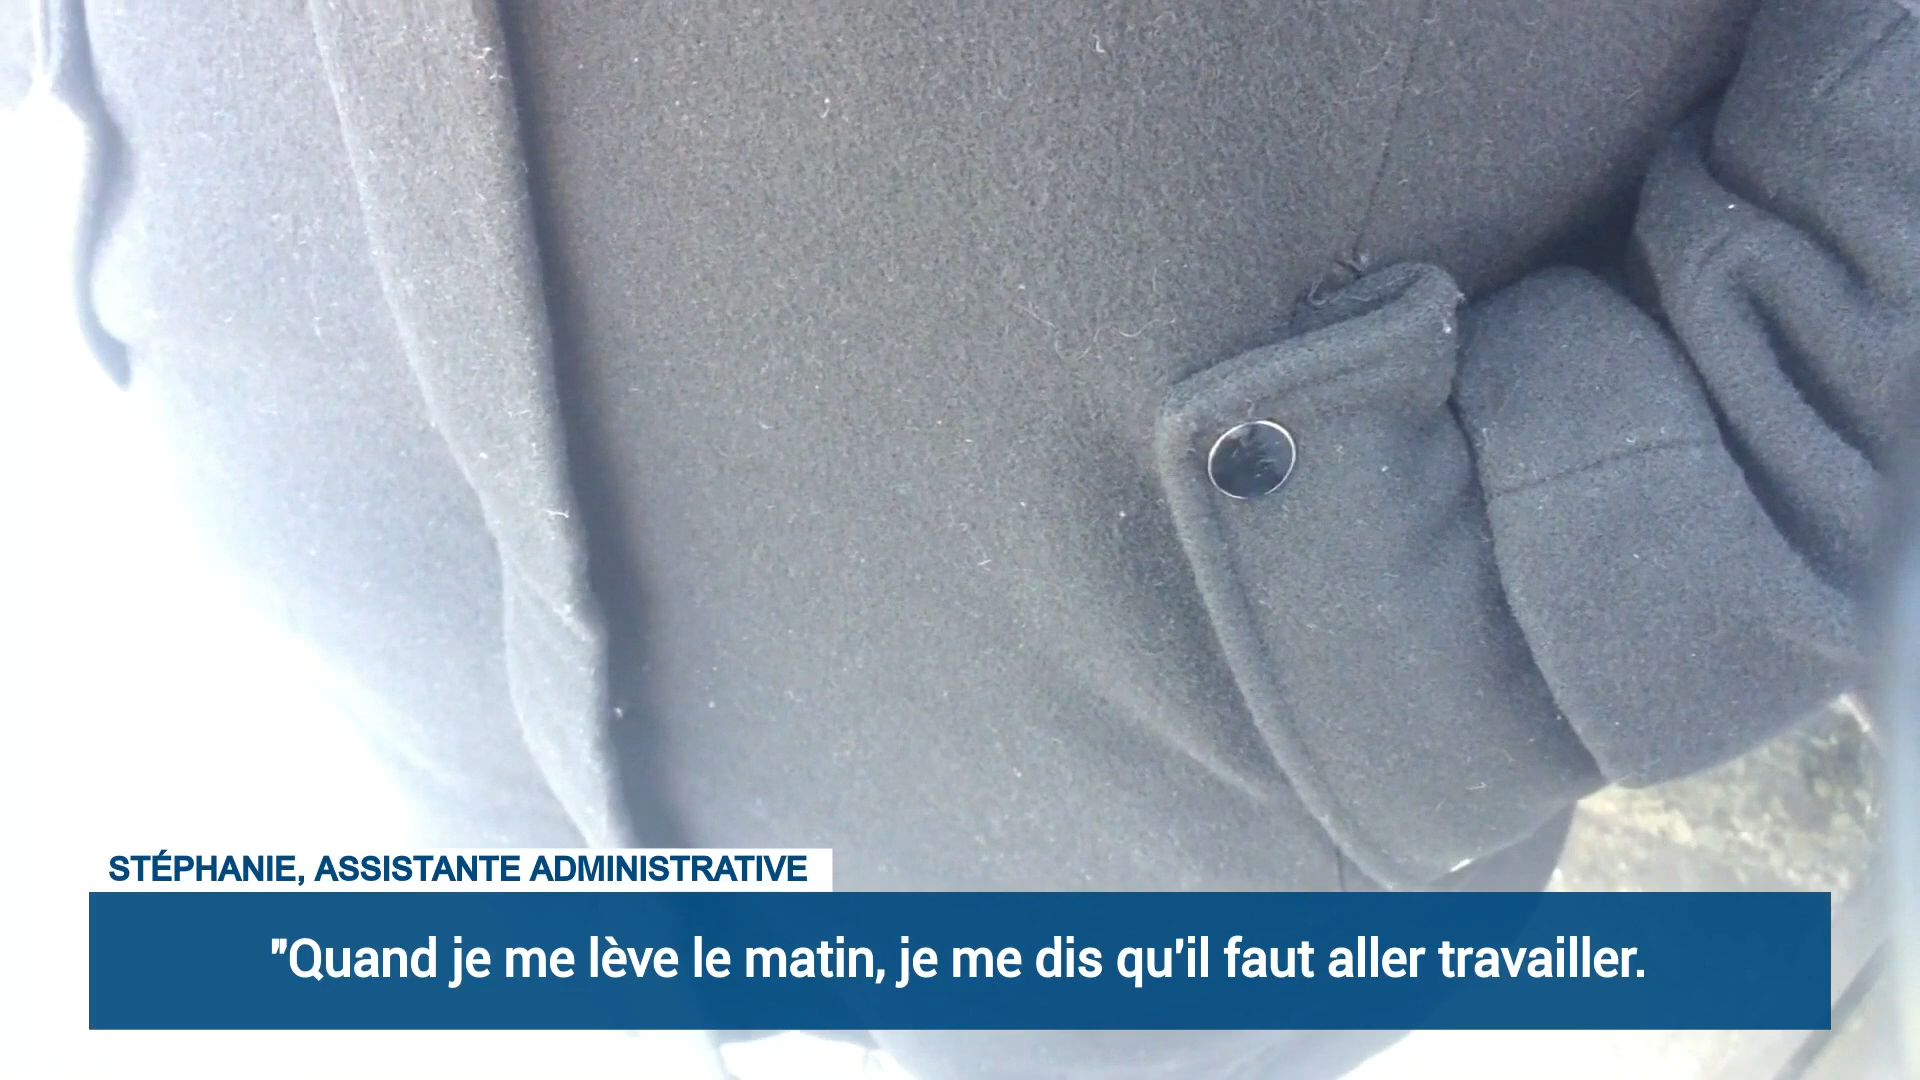 STÉPHANIE, ASSISTANTE ADMINISTRATIVE
"Quand je me lève le matin, je me dis qu'il faut aller travailler.